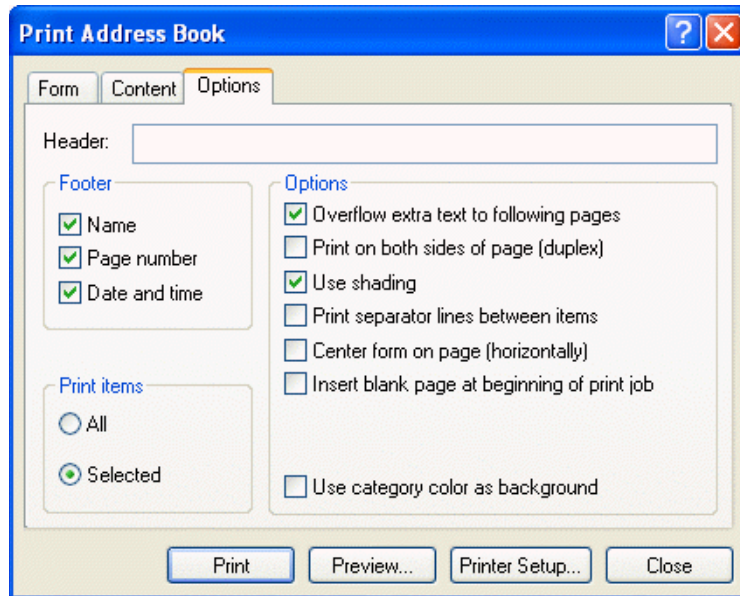 Print Address Book
Form Content Options
Header:
Footer
Name
Page number
Date and time
Print items
All
Selected
Options
Overflow extra text to following pages
Print on both sides of page (duplex)
Use shading
Print separator lines between items
Center form on page (horizontally)
Insert blank page at beginning of print job
Use category color as background
Print Preview... Printer Setup... Close